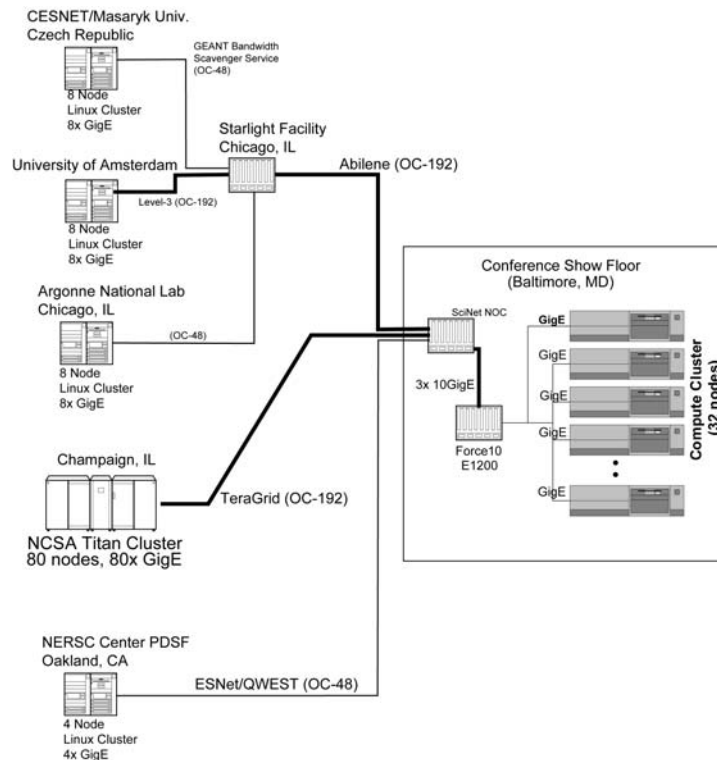 CESNET/Masaryk Univ.
Czech Republic
GEANT Bandwidth
Scavenger Service
(OC-48)
8 Node
Linux Cluster
8x GigE
Starlight Facility
Chicago, IL
University of Amsterdam
Abilene (OC-192)
Level-3 (OC-192)
8 Node
Linux Cluster
8x GigE
Argonne National Lab
Chicago, IL
(OC-48)
8 Node
Linux Cluster
8x GigE
Conference Show Floor
(Baltimore, MD)
SciNet NOC
GigE
GigE
GigE
GigE
GigE
3x 10GigE
Force10
E1200
Compute Cluster
(32 nodes)
Champaign, IL
TeraGrid (OC-192)
NCSA Titan Cluster
80 nodes, 80x GigE
NERSC Center PDSF
Oakland, CA
ESNet/QWEST (OC-48)
4 Node
Linux Cluster
4x GigE